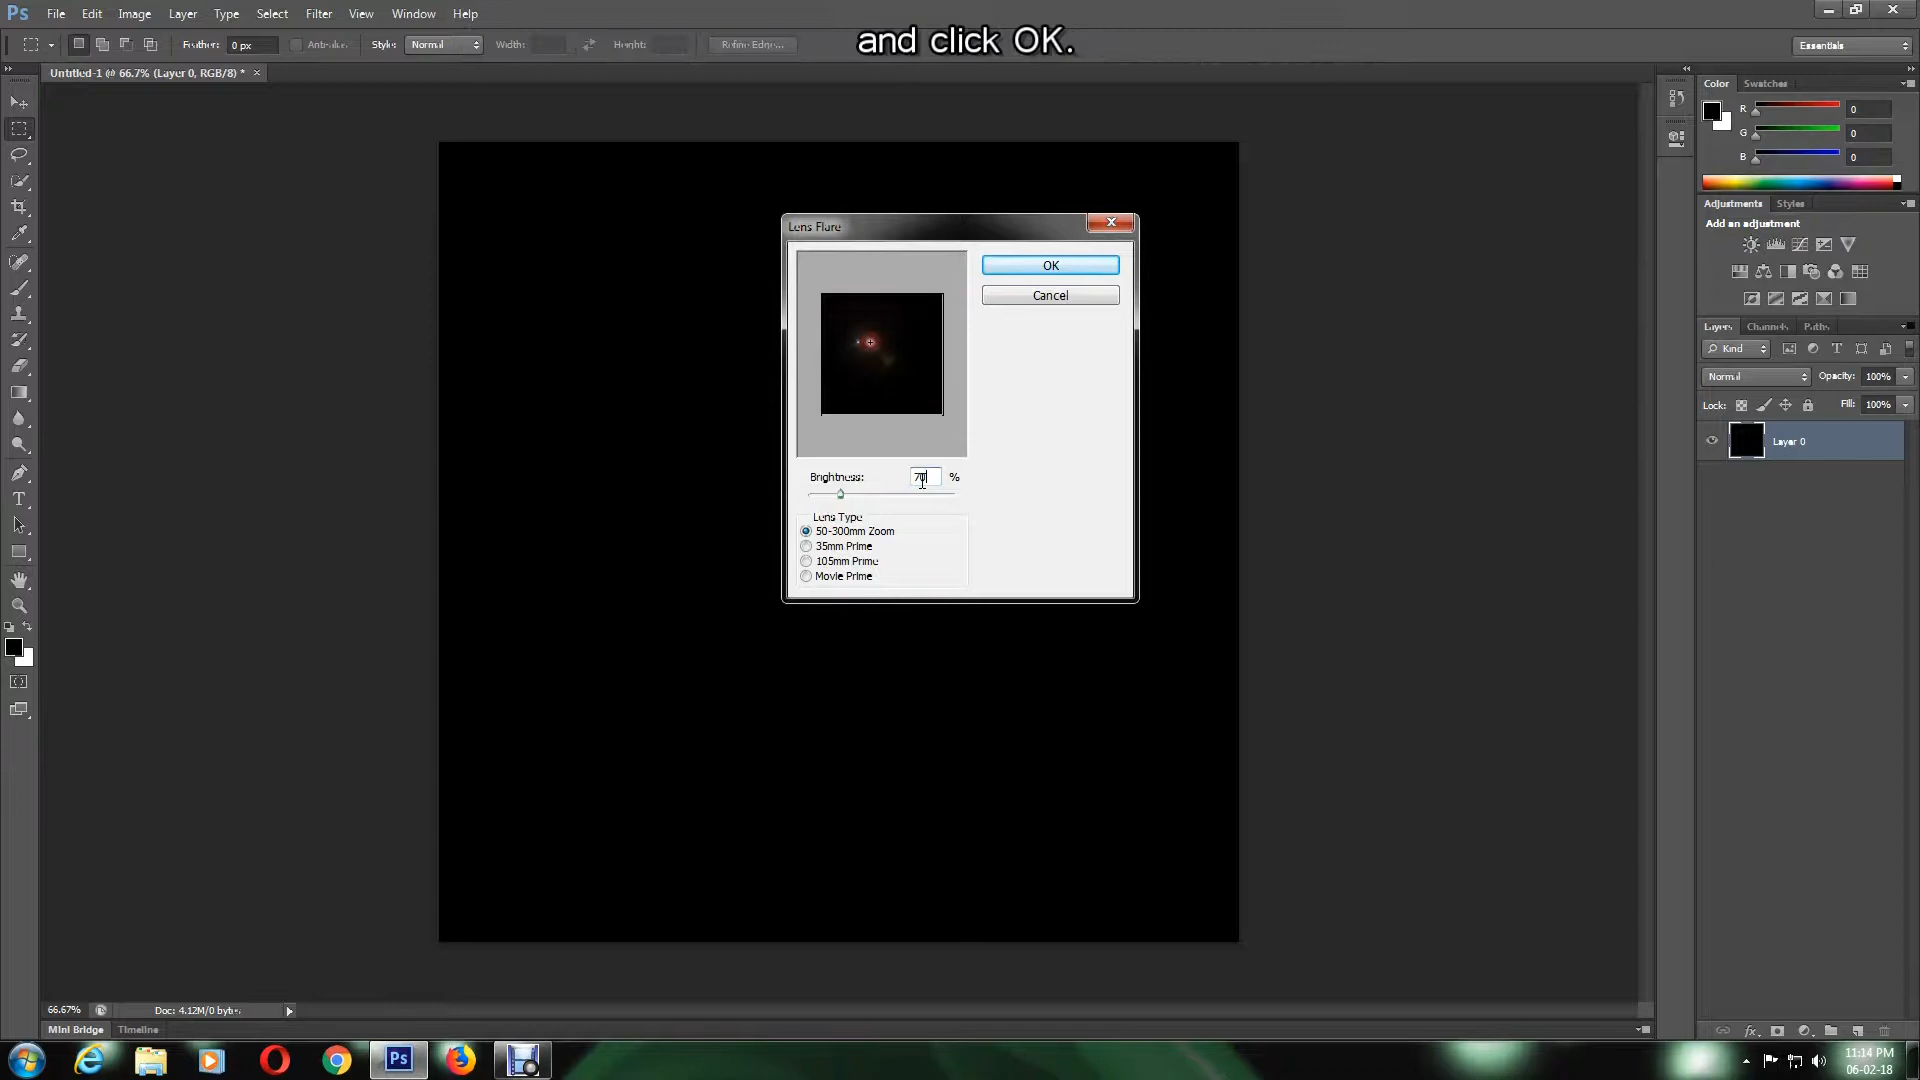 Ps File Edit Image Layer Type Select Filter View Window Help
and click OK.
Feather: 0 px Anti-alias Style: Normal Width: Height: Refine Edge... Essentials
Untitled-1 @ 66.7% (Layer 0, RGB/8) * ×
Color Swatches
R 0
G 0
B 0
Adjustments Styles
Add an adjustment
Lens Flare
OK
Cancel
Brightness: 70 %
Lens Type
50-300mm Zoom
35mm Prime
105mm Prime
Movie Prime
Layers Channels Paths
Kind
Normal Opacity: 100%
Lock: Fill: 100%
Layer 0
66.67% Doc: 4.12M/0 bytes
Mini Bridge Timeline
Ps
11:14 PM
06-02-18